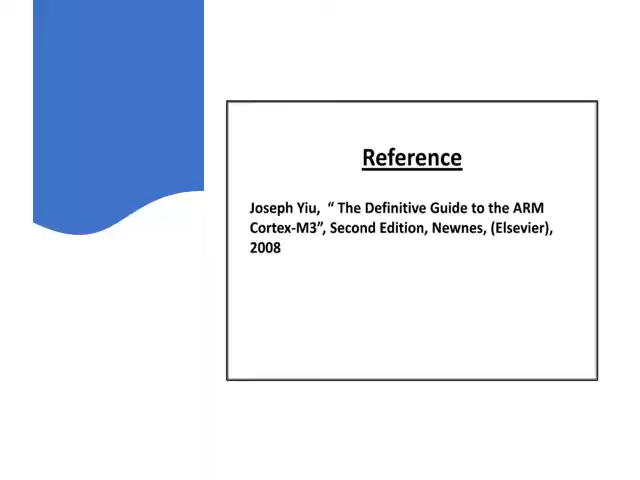 Reference
Joseph Yiu,  “ The Definitive Guide to the ARM
Cortex-M3”, Second Edition, Newnes, (Elsevier),
2008